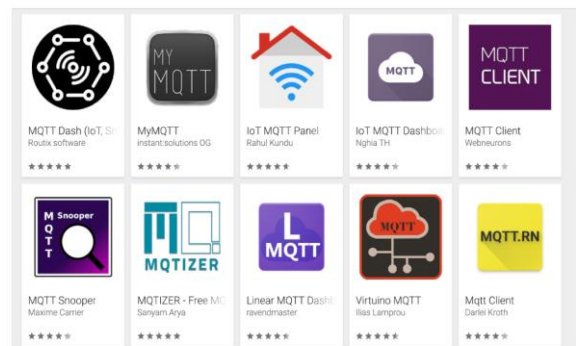 MY
MQTT
MQTT
MQTT
CLIENT
MQTT Dash (IoT, Sm
Routix software
MyMQTT
instant:solutions OG
IoT MQTT Panel
Rahul Kundu
IoT MQTT Dashboa
Nghia TH
MQTT Client
Webneurons
M Snooper
Q
T
T
MQTIZER
L
MQTT
MQTT
MQTT.RN
MQTT Snooper
Maxime Carrier
MQTIZER - Free MQ
Sanyam Arya
Linear MQTT Dashb
ravendmaster
Virtuino MQTT
Ilias Lamprou
Mqtt Client
Darlei Kroth